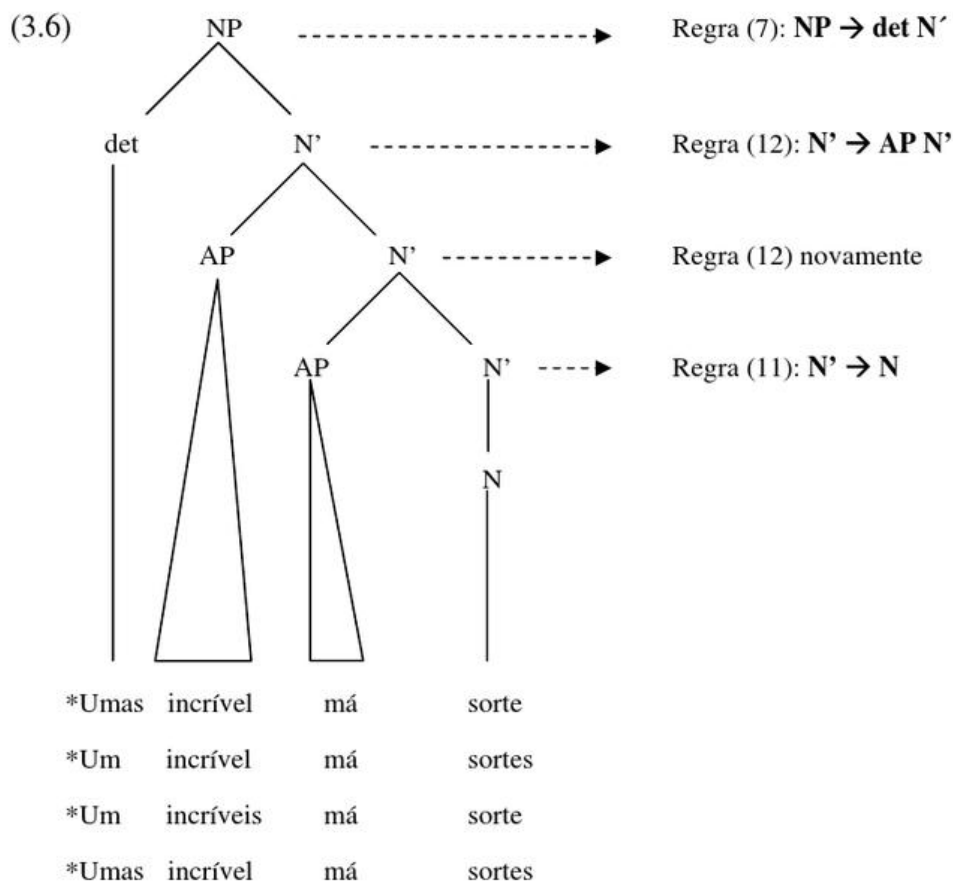 (3.6) NP Regra (7): NP → det N´
det N’ Regra (12): N’ → AP N’
AP N’ Regra (12) novamente
AP N’ Regra (11): N’ → N
N
*Umas incrível má sorte
*Um incrível má sortes
*Um incríveis má sorte
*Umas incrível má sortes